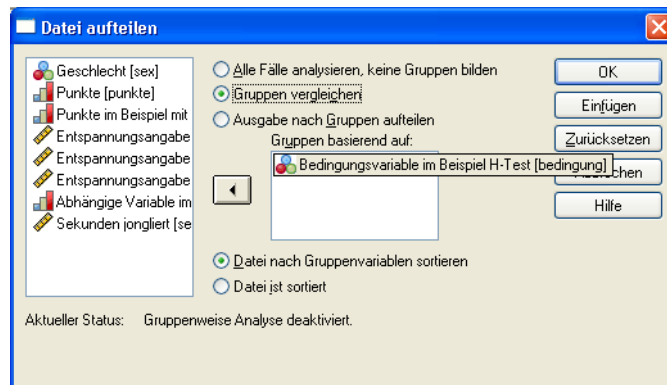 Datei aufteilen
Geschlecht [sex]
Punkte [punkte]
Punkte im Beispiel mit
Entspannungsangabe
Entspannungsangabe
Entspannungsangabe
Abhängige Variable im
Sekunden jongliert [se
Alle Fälle analysieren, keine Gruppen bilden
Gruppen vergleichen
Ausgabe nach Gruppen aufteilen
Gruppen basierend auf:
Bedingungsvariable im Beispiel H-Test [bedingung]
Datei nach Gruppenvariablen sortieren
Datei ist sortiert
OK
Einfügen
Zurücksetzen
Hilfe
Aktueller Status: Gruppenweise Analyse deaktiviert.